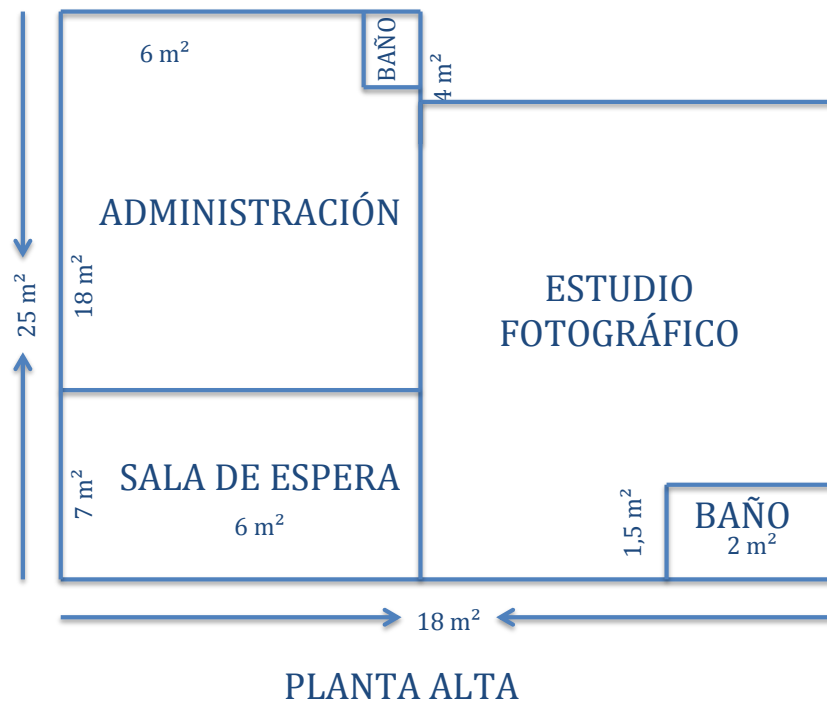 6 m²
BAÑO
4 m²
ADMINISTRACIÓN
18 m²
25 m²
ESTUDIO
FOTOGRÁFICO
SALA DE ESPERA
7 m²
6 m²
1,5 m²
BAÑO
2 m²
18 m²
PLANTA ALTA